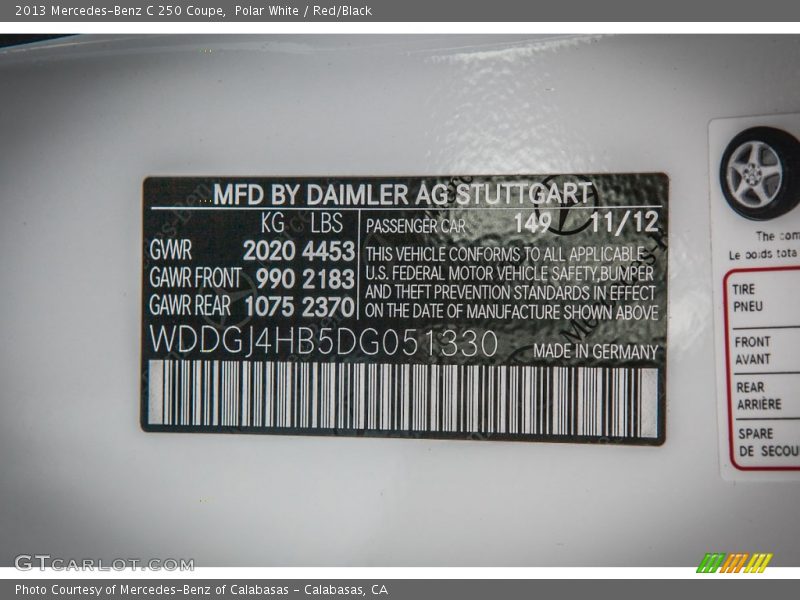 2013 Mercedes-Benz C 250 Coupe, Polar White / Red/Black
MFD BY DAIMLER AG STUTTGART
KG LBS
GVWR 2020 4453
GAWR FRONT 990 2183
GAWR REAR 1075 2370
PASSENGER CAR 149 11/12
THIS VEHICLE CONFORMS TO ALL APPLICABLE
U.S. FEDERAL MOTOR VEHICLE SAFETY,BUMPER
AND THEFT PREVENTION STANDARDS IN EFFECT
ON THE DATE OF MANUFACTURE SHOWN ABOVE
WDDGJ4HB5DG051330
MADE IN GERMANY
The com
Le poids tota
TIRE
PNEU
FRONT
AVANT
REAR
ARRIÈRE
SPARE
DE SECOU
GTCARLOT.COM
Photo Courtesy of Mercedes-Benz of Calabasas - Calabasas, CA